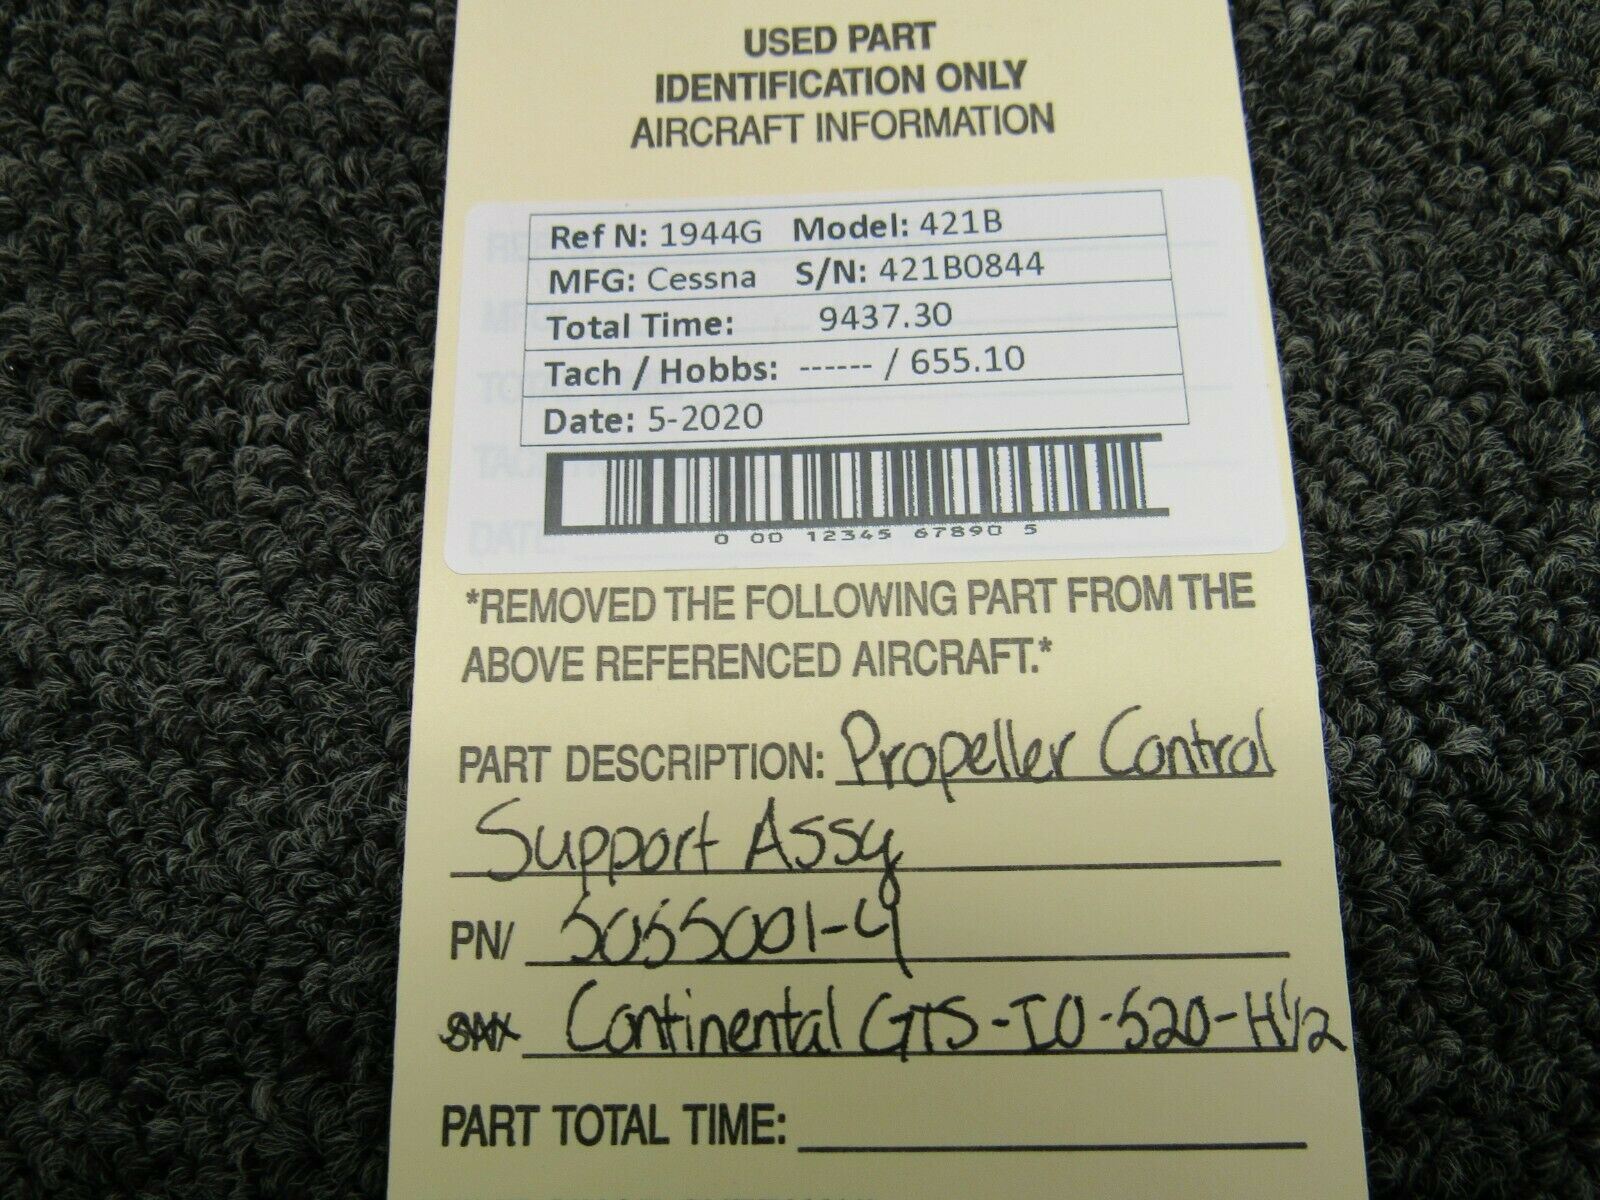 USED PART
IDENTIFICATION ONLY
AIRCRAFT INFORMATION
Ref N: 1944G Model: 421B
MFG: Cessna S/N: 421B0844
Total Time: 9437.30
Tach / Hobbs: ------ / 655.10
Date: 5-2020
0 00 12345 67890 5
*REMOVED THE FOLLOWING PART FROM THE
ABOVE REFERENCED AIRCRAFT.*
PART DESCRIPTION: Propeller Control
Support Assy
PN/ 5055001-4
Continental GTS-IO-520-H1/2
PART TOTAL TIME: